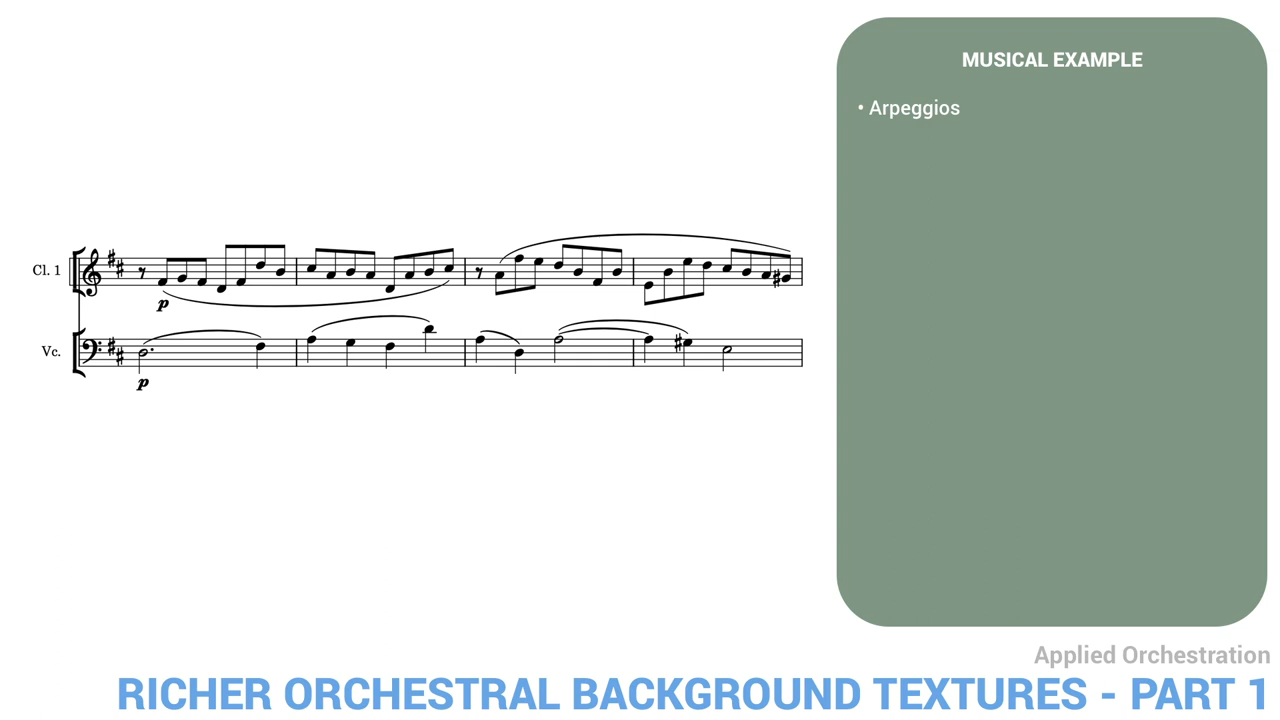 MUSICAL EXAMPLE
• Arpeggios
Cl. 1
p
Vc.
p
Applied Orchestration
RICHER ORCHESTRAL BACKGROUND TEXTURES - PART 1